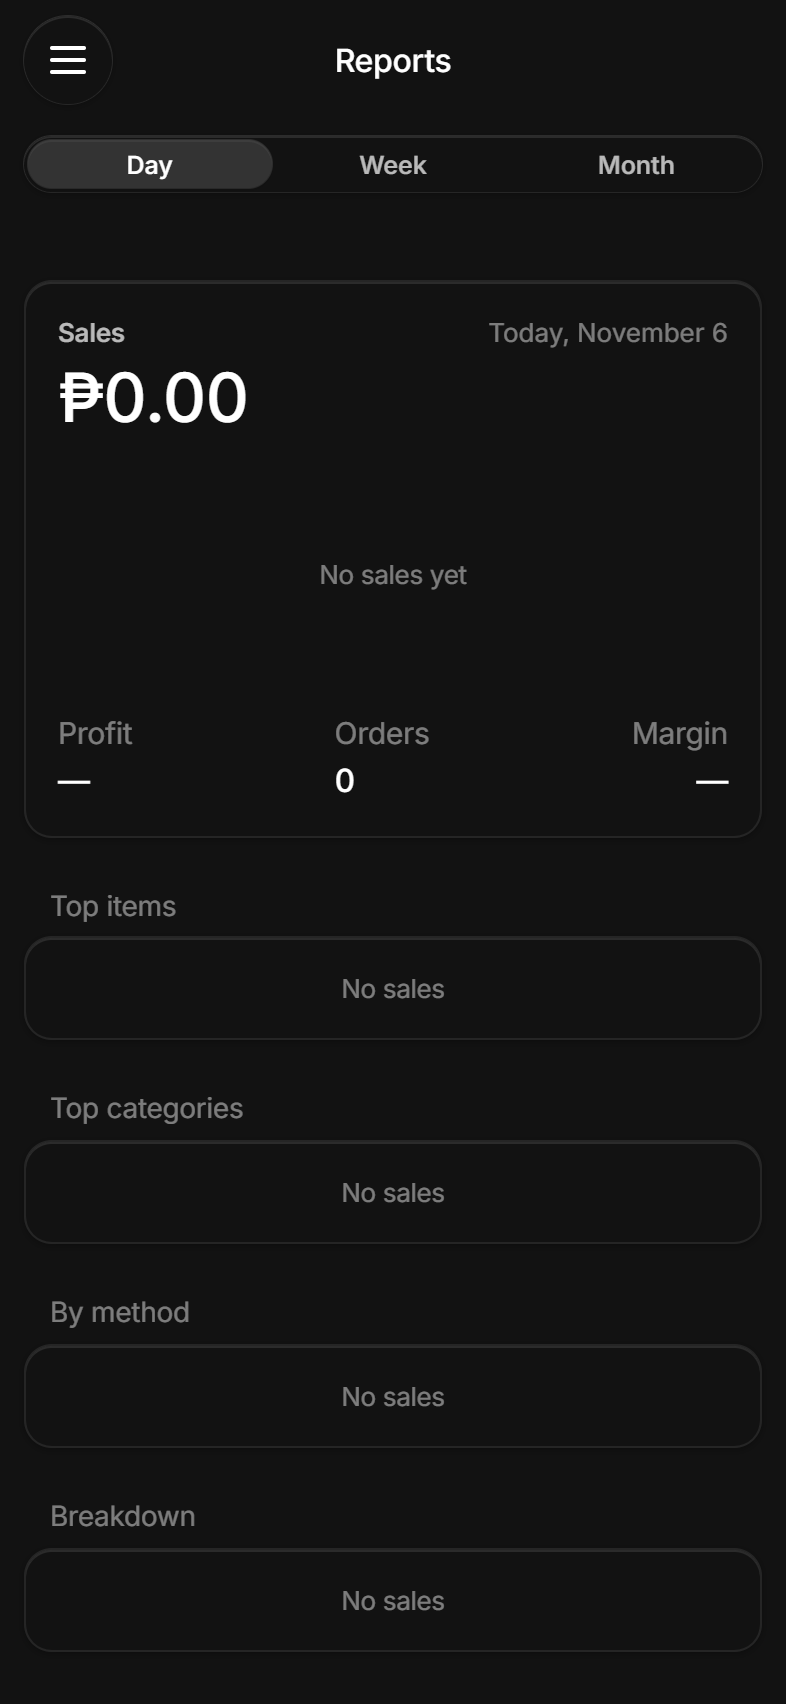 Reports
Day Week Month
Sales Today, November 6
₱0.00
No sales yet
Profit Orders Margin
— 0 —
Top items
No sales
Top categories
No sales
By method
No sales
Breakdown
No sales